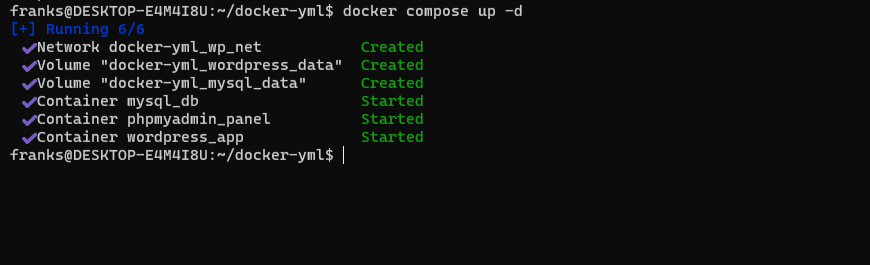 franks@DESKTOP-E4M4I8U:~/docker-yml$ docker compose up -d
[+] Running 6/6
✔Network docker-yml_wp_net Created
✔Volume "docker-yml_wordpress_data" Created
✔Volume "docker-yml_mysql_data" Created
✔Container mysql_db Started
✔Container phpmyadmin_panel Started
✔Container wordpress_app Started
franks@DESKTOP-E4M4I8U:~/docker-yml$